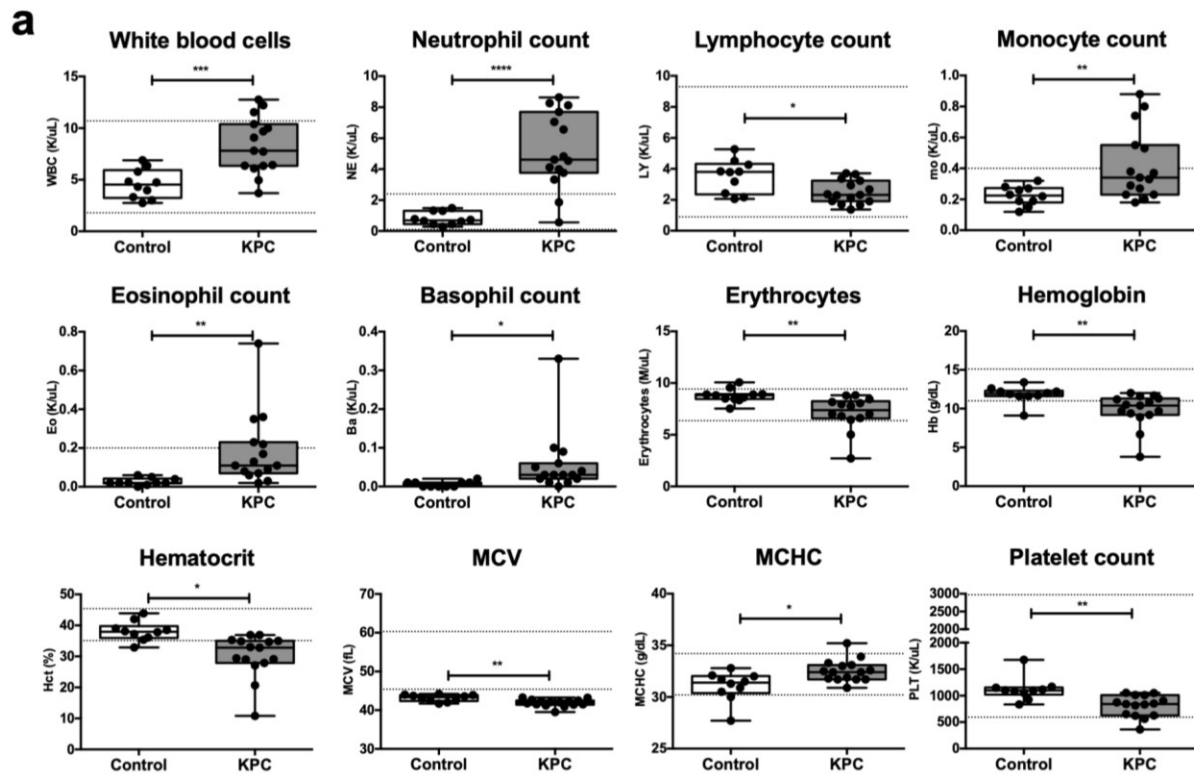 a
White blood cells
WBC (K/uL)
15
10
5
0
***
Control KPC
Neutrophil count
NE (K/uL)
10
8
6
4
2
0
****
Control KPC
Lymphocyte count
LY (K/uL)
10
8
6
4
2
0
*
Control KPC
Monocyte count
mo (K/uL)
1.0
0.8
0.6
0.4
0.2
0.0
**
Control KPC
Eosinophil count
Eo (K/uL)
0.8
0.6
0.4
0.2
0.0
**
Control KPC
Basophil count
Ba (K/uL)
0.4
0.3
0.2
0.1
0.0
*
Control KPC
Erythrocytes
Erythrocytes (M/uL)
15
10
5
0
**
Control KPC
Hemoglobin
Hb (g/dL)
20
15
10
5
0
**
Control KPC
Hematocrit
Hct (%)
50
40
30
20
10
0
*
Control KPC
MCV
MCV (fL)
70
60
50
40
30
**
Control KPC
MCHC
MCHC (g/dL)
40
35
30
25
*
Control KPC
Platelet count
PLT (K/uL)
3000
2500
2000
2000
1500
1000
500
0
**
Control KPC